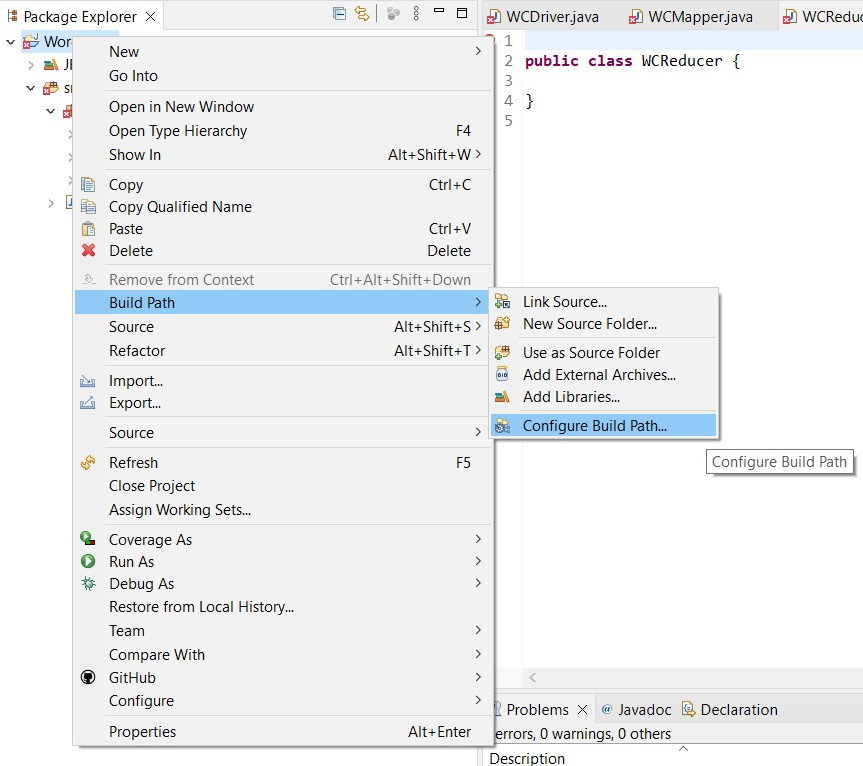 Package Explorer
WCDriver.java
WCMapper.java
1
2 public class WCReducer {
3
4 }
5
New
Go Into
Open in New Window
Open Type Hierarchy F4
Show In Alt+Shift+W
Copy Ctrl+C
Copy Qualified Name
Paste Ctrl+V
Delete Delete
Remove from Context Ctrl+Alt+Shift+Down
Build Path
Source Alt+Shift+S
Refactor Alt+Shift+T
Import...
Export...
Source
Refresh F5
Close Project
Assign Working Sets...
Coverage As
Run As
Debug As
Restore from Local History...
Team
Compare With
GitHub
Configure
Properties Alt+Enter
Link Source...
New Source Folder...
Use as Source Folder
Add External Archives...
Add Libraries...
Configure Build Path...
Configure Build Path
Problems @ Javadoc Declaration
errors, 0 warnings, 0 others
Description